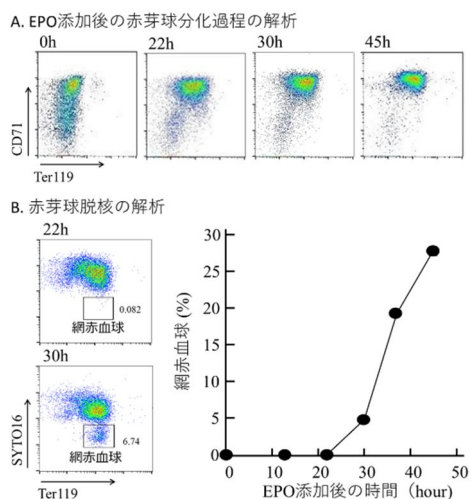 A. EPO添加後の赤芽球分化過程の解析
0h
22h
30h
45h
CD71
Ter119
B. 赤芽球脱核の解析
22h
0.082
網赤血球
30h
6.74
網赤血球
SYTO16
Ter119
30
25
20
15
10
5
0
網赤血球 (%)
0 10 20 30 40 50
EPO添加後の時間 (hour)